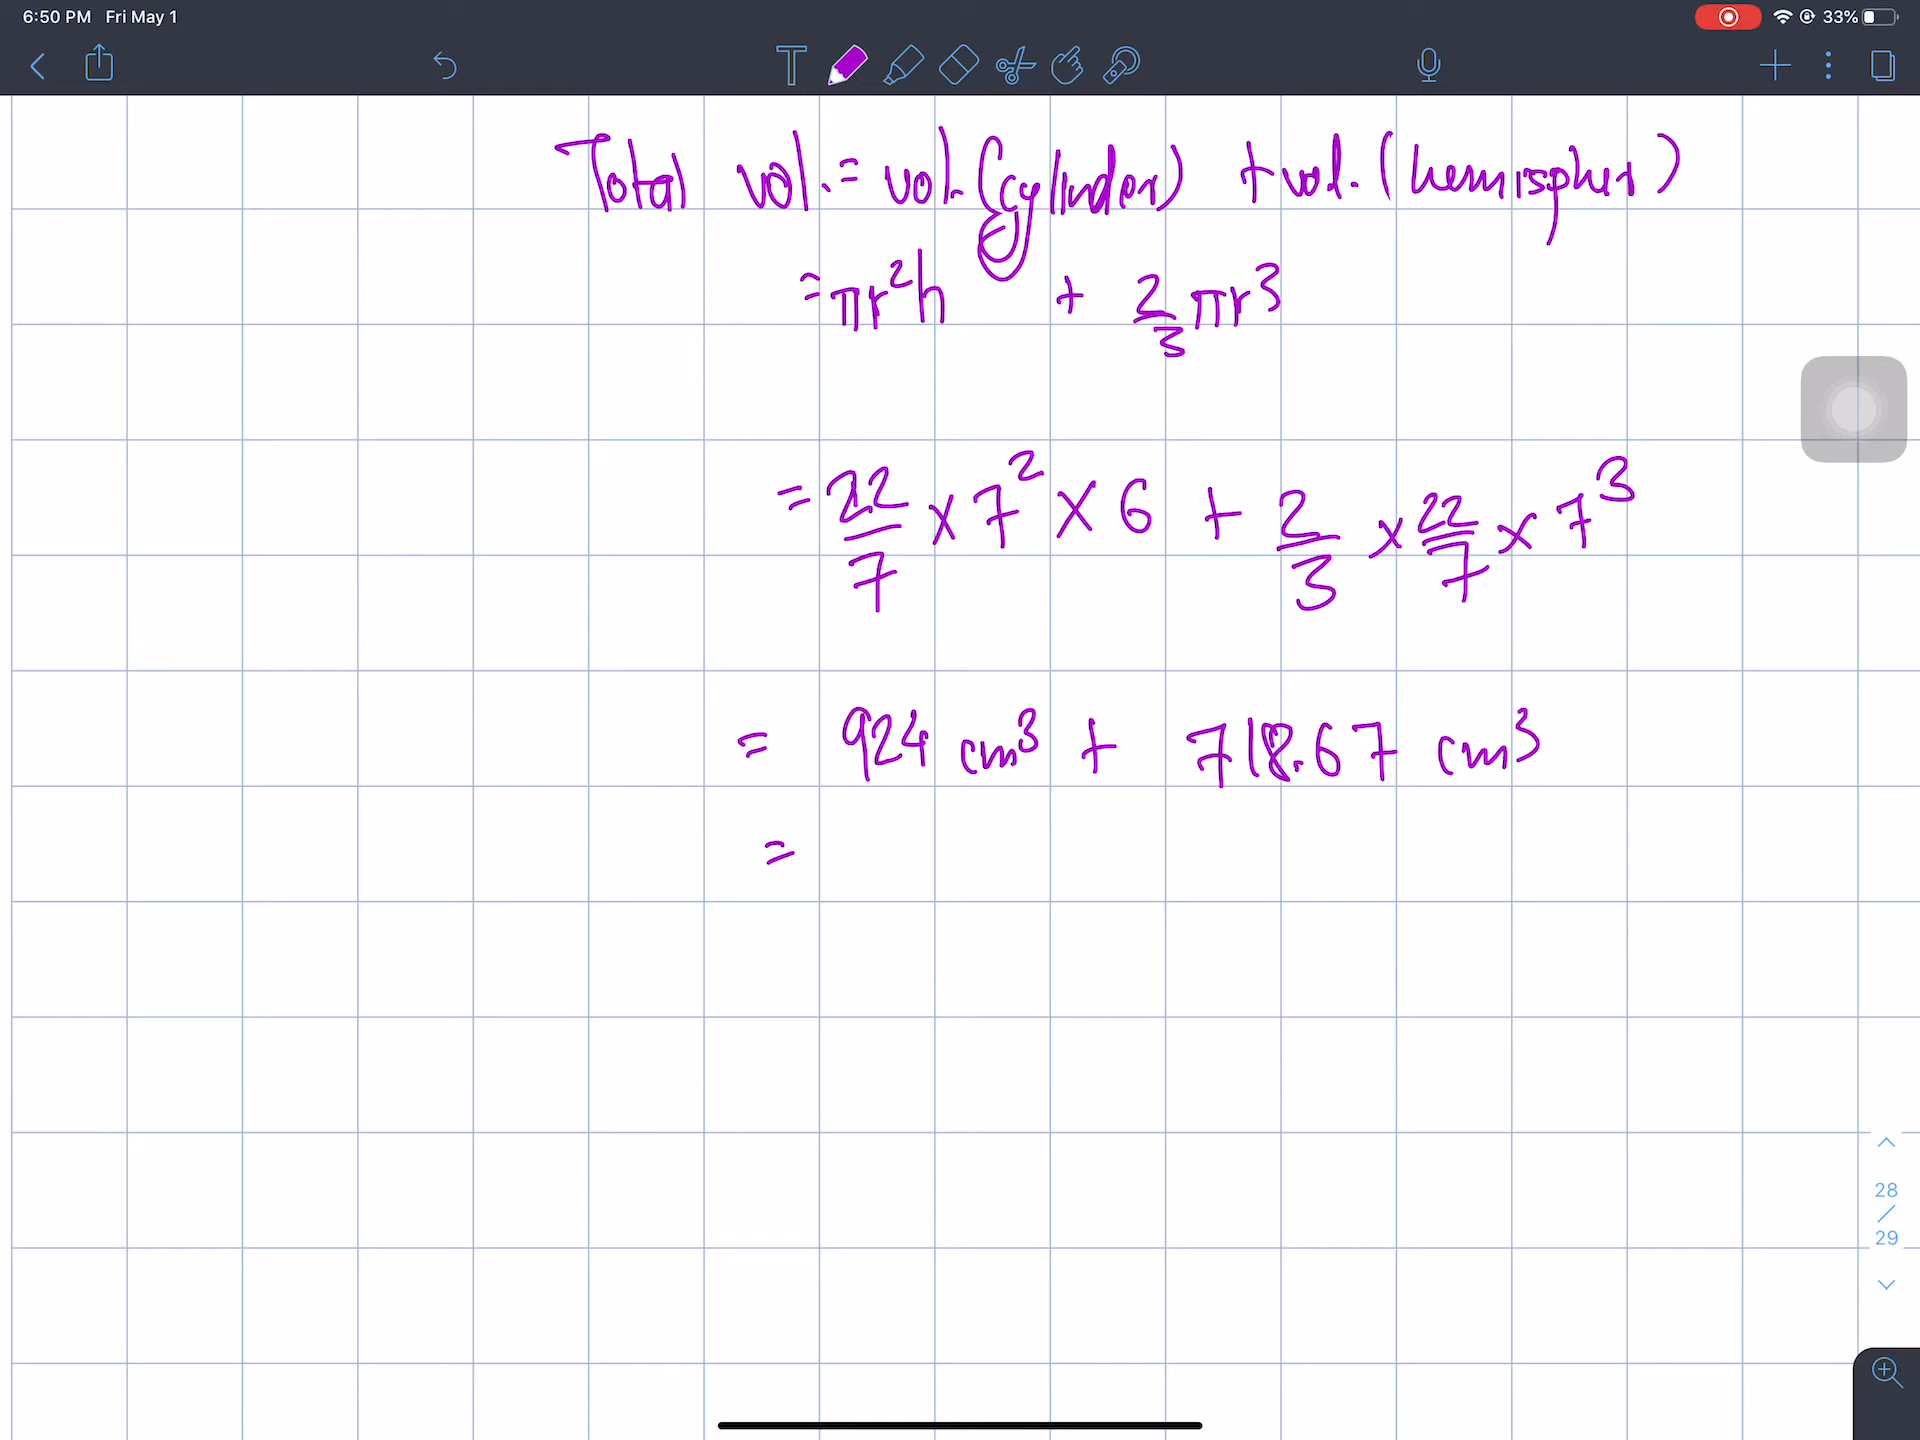 6:50 PM Fri May 1 33%
Total vol. = vol. (cylinder) + vol. (hemispher)
= πr²h + 2/3 πr³
= 22/7 × 7² × 6 + 2/3 × 22/7 × 7³
= 924 cm³ + 718.67 cm³
=
28
/
29